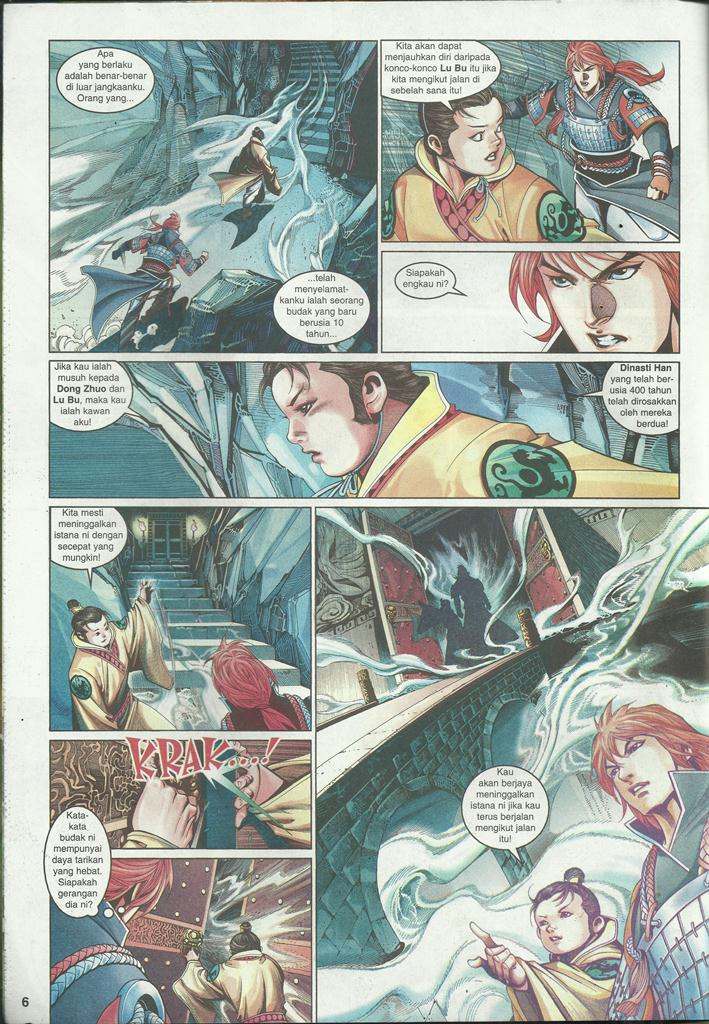 Apa
yang berlaku
adalah benar-benar
di luar jangkaanku.
Orang yang...
...telah
menyelamat-
kanku ialah seorang
budak yang baru
berusia 10
tahun...
Kita akan dapat
menjauhkan diri daripada
konco-konco Lu Bu itu jika
kita mengikut jalan di
sebelah sana itu!
Siapakah
engkau ni?
Jika kau ialah
musuh kepada
Dong Zhuo dan
Lu Bu, maka kau
ialah kawan
aku!
Dinasti Han
yang telah ber-
usia 400 tahun
telah dirosakkan
oleh mereka
berdua!
Kita mesti
meninggalkan
istana ni dengan
secepat yang
mungkin!
KRAK...!
Kata-
kata
budak ni
mempunyai
daya tarikan
yang hebat.
Siapakah
gerangan
dia ni?
Kau
akan berjaya
meninggalkan
istana ni jika kau
terus berjalan
mengikut jalan
itu!
6